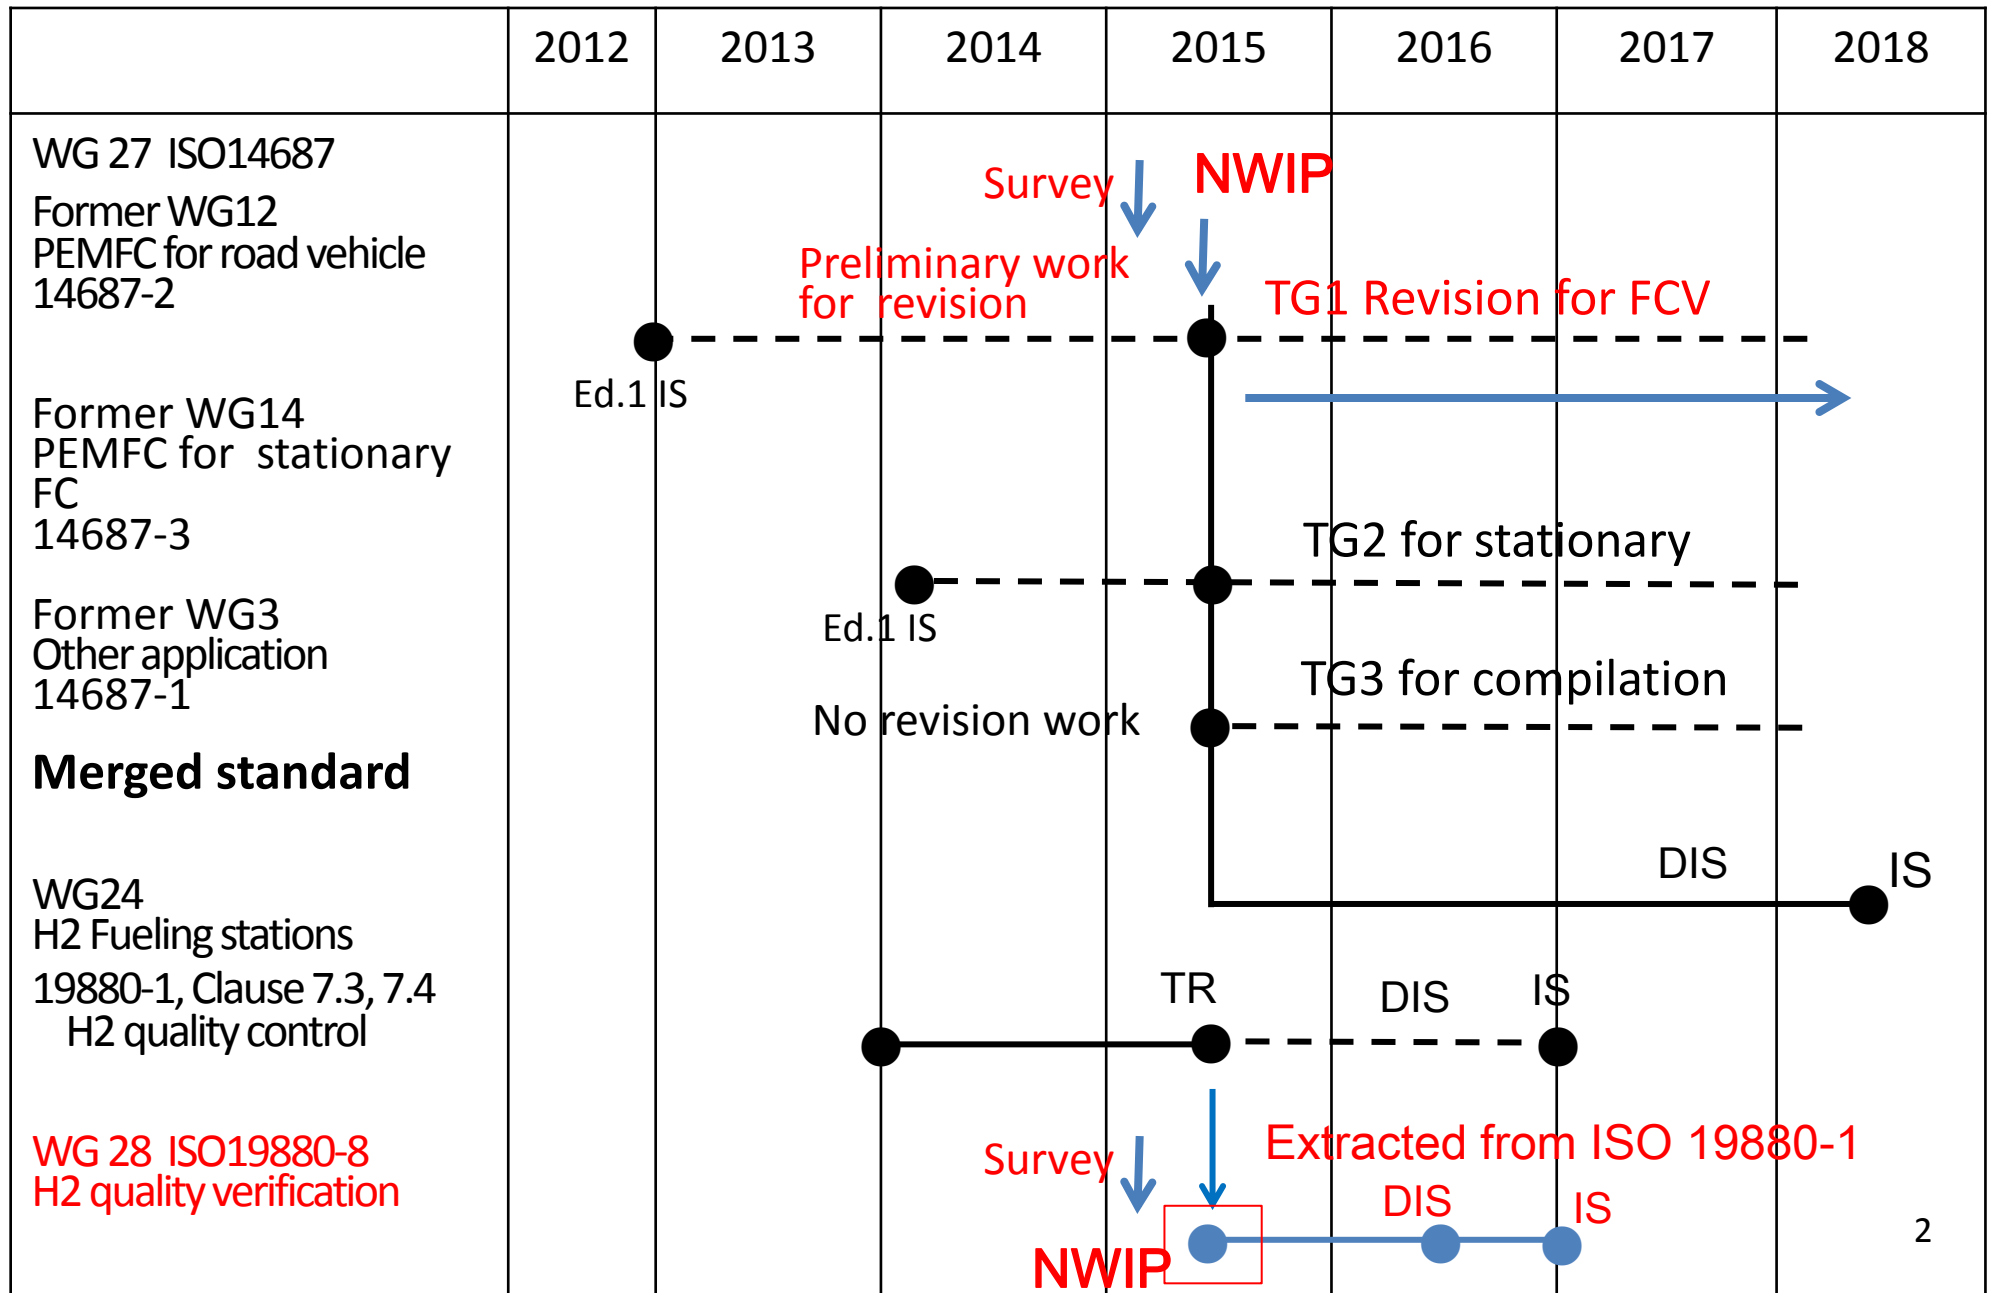 2012 2013 2014 2015 2016 2017 2018
WG 27 ISO14687
Former WG12
PEMFC for road vehicle
14687-2
Survey
NWIP
Preliminary work
for revision
TG1 Revision for FCV
Ed.1 IS
Former WG14
PEMFC for stationary
FC
14687-3
TG2 for stationary
Ed.1 IS
Former WG3
Other application
14687-1
TG3 for compilation
No revision work
Merged standard
DIS
IS
WG24
H2 Fueling stations
19880-1, Clause 7.3, 7.4
H2 quality control
TR
DIS
IS
WG 28 ISO19880-8
H2 quality verification
Survey
Extracted from ISO 19880-1
DIS
IS
NWIP
2